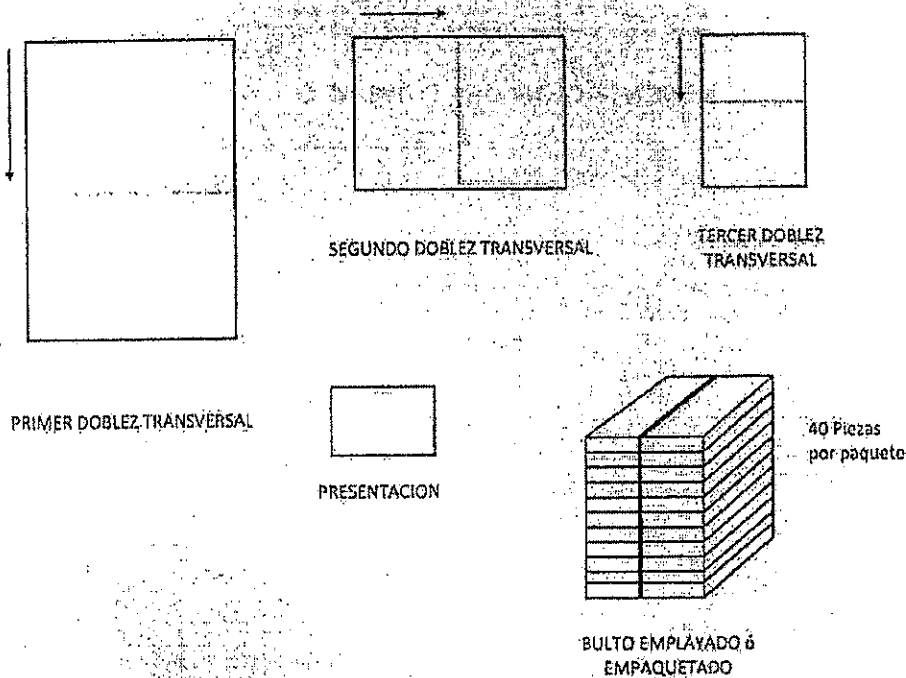 SEGUNDO DOBLEZ TRANSVERSAL
TERCER DOBLEZ
TRANSVERSAL
PRIMER DOBLEZ TRANSVERSAL
PRESENTACION
40 Piezas
por paquete
BULTO EMPLAYADO ó
EMPAQUETADO